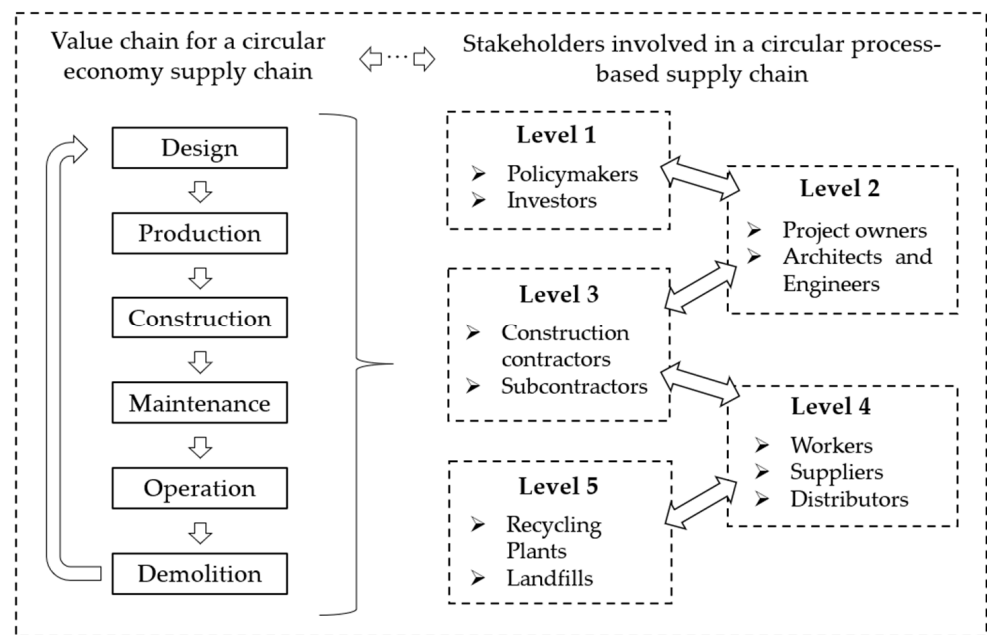 Value chain for a circular
economy supply chain
Stakeholders involved in a circular process-
based supply chain
Design
Production
Construction
Maintenance
Operation
Demolition
Level 1
Policymakers
Investors
Level 2
Project owners
Architects and
Engineers
Level 3
Construction
contractors
Subcontractors
Level 4
Workers
Suppliers
Distributors
Level 5
Recycling
Plants
Landfills